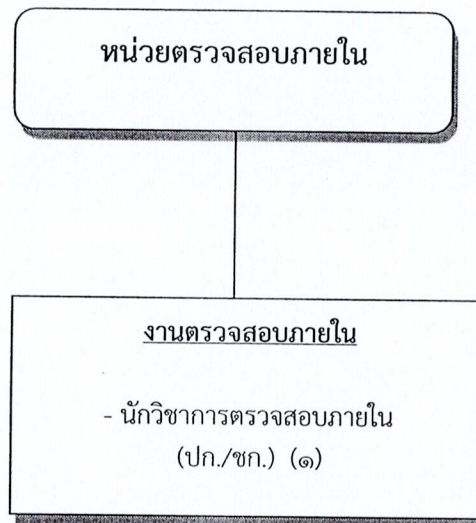 หน่วยตรวจสอบภายใน
งานตรวจสอบภายใน
- นักวิชาการตรวจสอบภายใน
(ปก./ชก.) (๑)